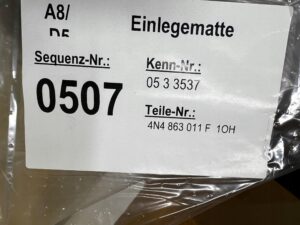 A8/ Einlegematte
D5
Sequenz-Nr.: Kenn-Nr.:
0507 05 3 3537
Teile-Nr.:
4N4 863 011 F 1OH